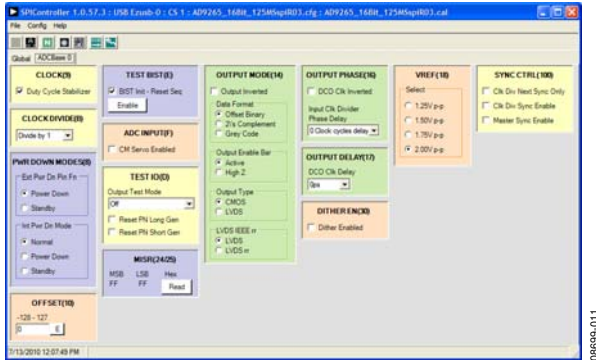 SPIController 1.0.57.3 : USB Ezusb-0 : CS 1 : AD9265_16Bit_125MSspiR03.cfg : AD9265_16Bit_125MSspiR03.cal
File Config Help
Global ADCBase 0
CLOCK(9)
Duty Cycle Stabilizer
CLOCK DIVIDE(B)
Divide by 1
PWR DOWN MODES(8)
Ext Pwr Dn Pin Fn
Power Down
Standby
Int Pwr Dn Mode
Normal
Power Down
Standby
OFFSET(10)
-128 - 127
0
TEST BIST(E)
BIST Init - Reset Seq
Enable
ADC INPUT(F)
CM Servo Enabled
TEST IO(D)
Output Test Mode
Off
Reset PN Long Gen
Reset PN Short Gen
MISR(24/25)
MSB LSB Hex
FF FF Read
OUTPUT MODE(14)
Output Inverted
Data Format
Offset Binary
2's Complement
Grey Code
Output Enable Bar
Active
High Z
Output Type
CMOS
LVDS
LVDS IEEE rr
LVDS
LVDS rr
OUTPUT PHASE(16)
DCO Clk Inverted
Input Clk Divider
Phase Delay
0 Clock cycles delay
OUTPUT DELAY(17)
DCO Clk Delay
0ps
DITHER EN(30)
Dither Enabled
VREF(18)
Select
1.25V p-p
1.50V p-p
1.75V p-p
2.00V p-p
SYNC CTRL(100)
Clk Div Next Sync Only
Clk Div Sync Enable
Master Sync Enable
7/13/2010 12:07:49 PM
08699-011